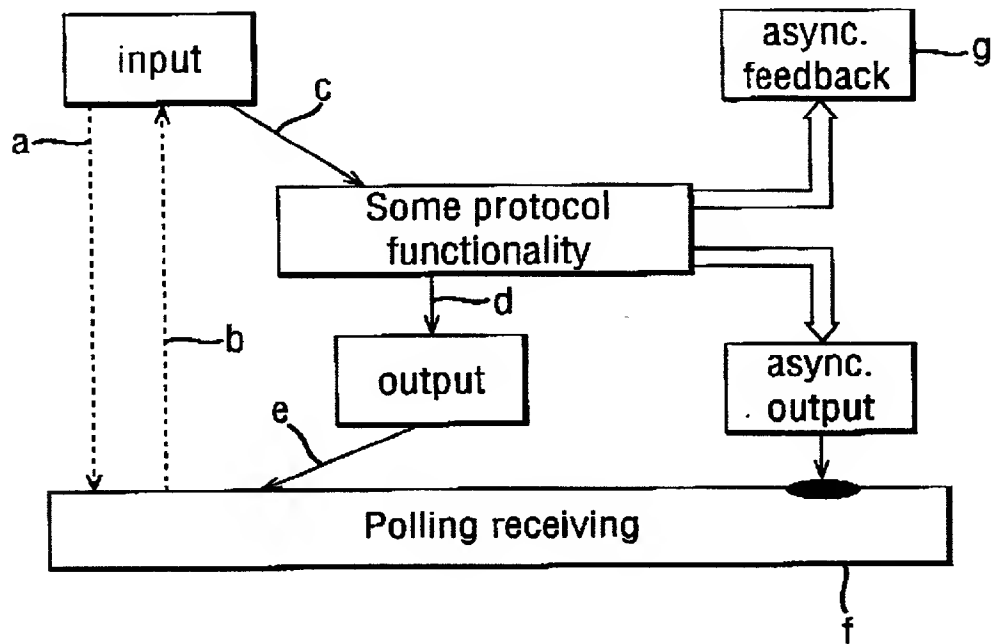 input
async.
feedback
g
c
a
Some protocol
functionality
d
b
output
async.
output
e
Polling receiving
f